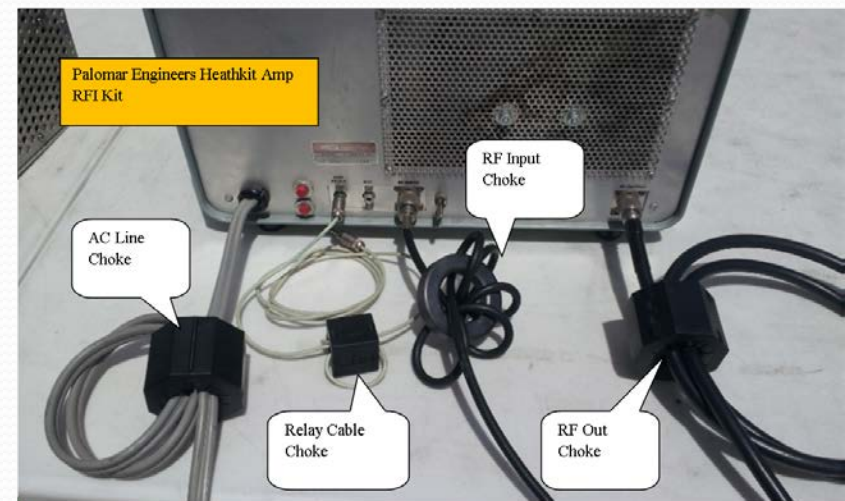 Palomar Engineers Heathkit Amp
RFI Kit
RF Input
Choke
AC Line
Choke
Relay Cable
Choke
RF Out
Choke